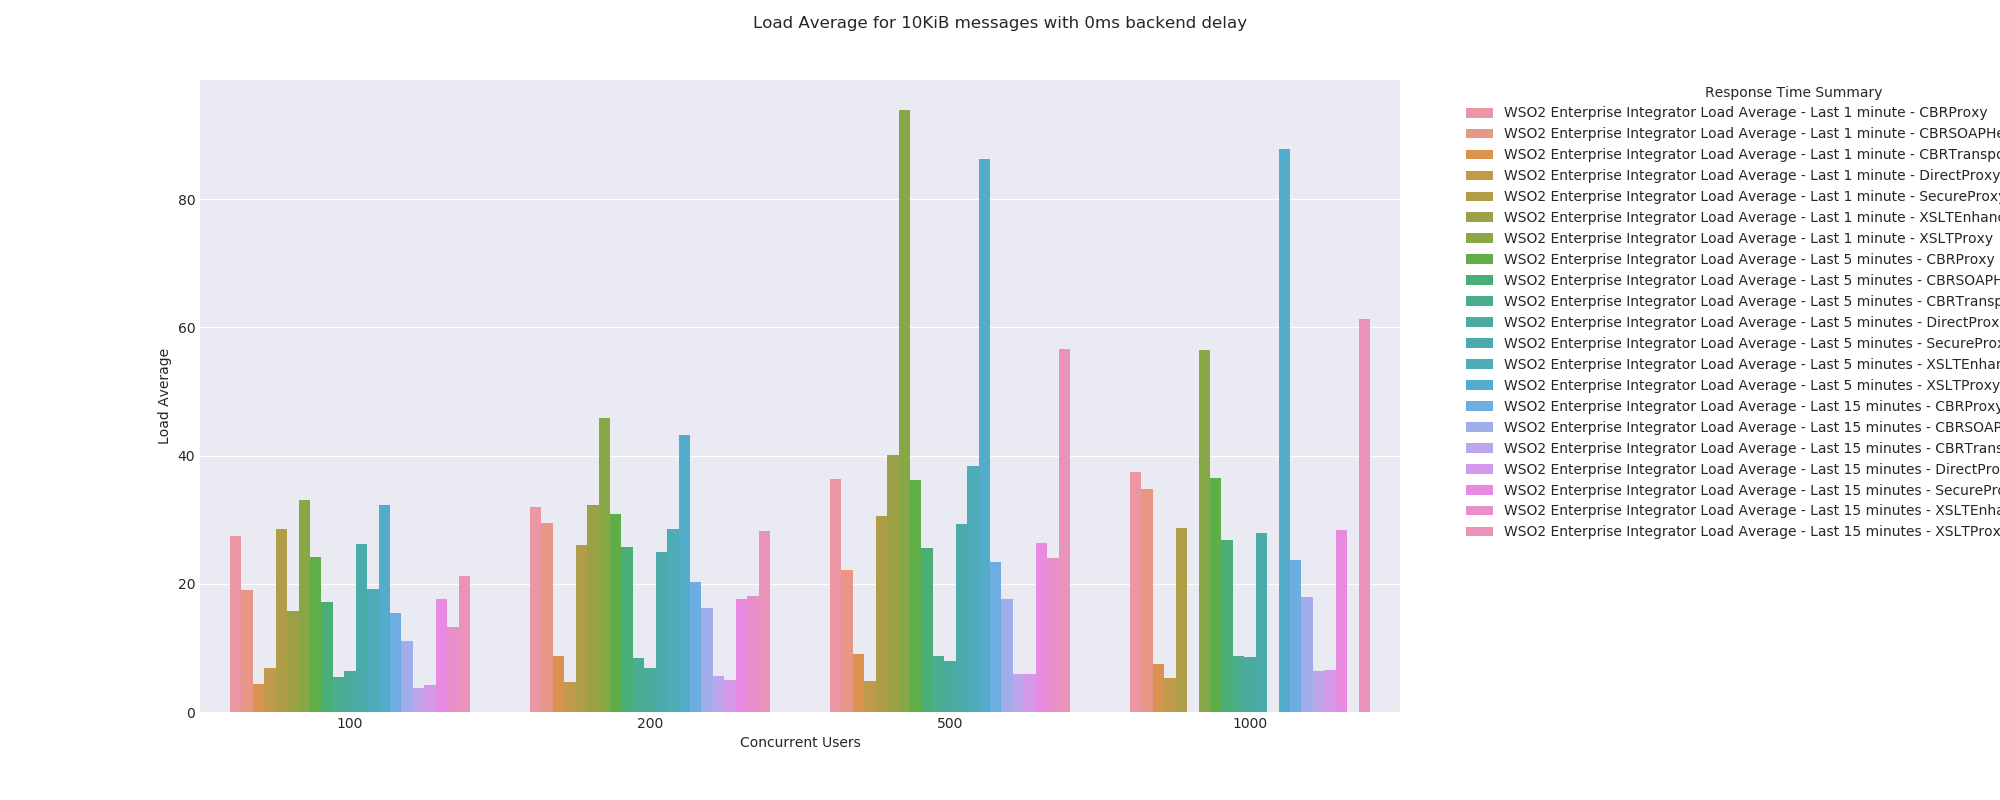 Load Average for 10KiB messages with 0ms backend delay
Response Time Summary
WSO2 Enterprise Integrator Load Average - Last 1 minute - CBRProxy
WSO2 Enterprise Integrator Load Average - Last 1 minute - CBRSOAPHe
WSO2 Enterprise Integrator Load Average - Last 1 minute - CBRTranspo
WSO2 Enterprise Integrator Load Average - Last 1 minute - DirectProxy
WSO2 Enterprise Integrator Load Average - Last 1 minute - SecureProxy
WSO2 Enterprise Integrator Load Average - Last 1 minute - XSLTEnhanc
WSO2 Enterprise Integrator Load Average - Last 1 minute - XSLTProxy
WSO2 Enterprise Integrator Load Average - Last 5 minutes - CBRProxy
WSO2 Enterprise Integrator Load Average - Last 5 minutes - CBRSOAPH
WSO2 Enterprise Integrator Load Average - Last 5 minutes - CBRTransp
WSO2 Enterprise Integrator Load Average - Last 5 minutes - DirectProx
WSO2 Enterprise Integrator Load Average - Last 5 minutes - SecureProx
WSO2 Enterprise Integrator Load Average - Last 5 minutes - XSLTEnhan
WSO2 Enterprise Integrator Load Average - Last 5 minutes - XSLTProxy
WSO2 Enterprise Integrator Load Average - Last 15 minutes - CBRProxy
WSO2 Enterprise Integrator Load Average - Last 15 minutes - CBRSOAP
WSO2 Enterprise Integrator Load Average - Last 15 minutes - CBRTrans
WSO2 Enterprise Integrator Load Average - Last 15 minutes - DirectPro
WSO2 Enterprise Integrator Load Average - Last 15 minutes - SecurePro
WSO2 Enterprise Integrator Load Average - Last 15 minutes - XSLTEnha
WSO2 Enterprise Integrator Load Average - Last 15 minutes - XSLTProx
Load Average
80
60
40
20
0
100 200 500 1000
Concurrent Users